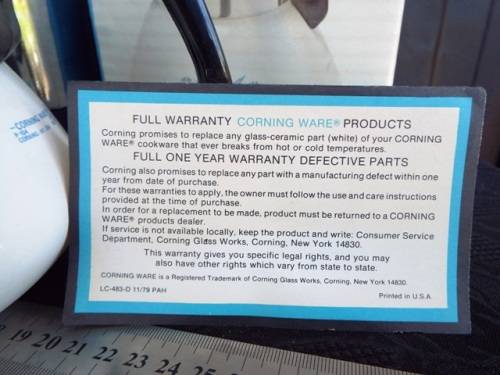 CORNING WARE®
P-104
CORNING
FULL WARRANTY CORNING WARE® PRODUCTS
Corning promises to replace any glass-ceramic part (white) of your CORNING
WARE® cookware that ever breaks from hot or cold temperatures.
FULL ONE YEAR WARRANTY DEFECTIVE PARTS
Corning also promises to replace any part with a manufacturing defect within one
year from date of purchase.
For these warranties to apply, the owner must follow the use and care instructions
provided at the time of purchase.
In order for a replacement to be made, product must be returned to a CORNING
WARE® products dealer.
If service is not available locally, keep the product and write: Consumer Service
Department, Corning Glass Works, Corning, New York 14830.
This warranty gives you specific legal rights, and you may
also have other rights which vary from state to state.
CORNING WARE is a Registered Trademark of Corning Glass Works, Corning, New York 14830.
LC-483-D 11/79 PAH
Printed in U.S.A.
19 20 21 22 23 24 25